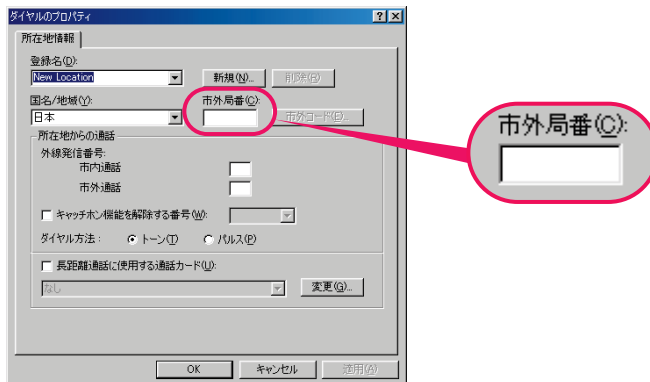 ダイヤルのプロパティ
所在地情報
登録名(D):
New Location
新規(N)...
削除(R)
国名/地域(Y):
市外局番(C):
日本
市外コード(E)...
所在地からの通話
外線発信番号:
市内通話
市外通話
キャッチホン機能を解除する番号(W):
ダイヤル方法:
トーン(T)
パルス(P)
長距離通話に使用する通話カード(U):
なし
変更(G)...
OK
キャンセル
適用(A)
市外局番(C):